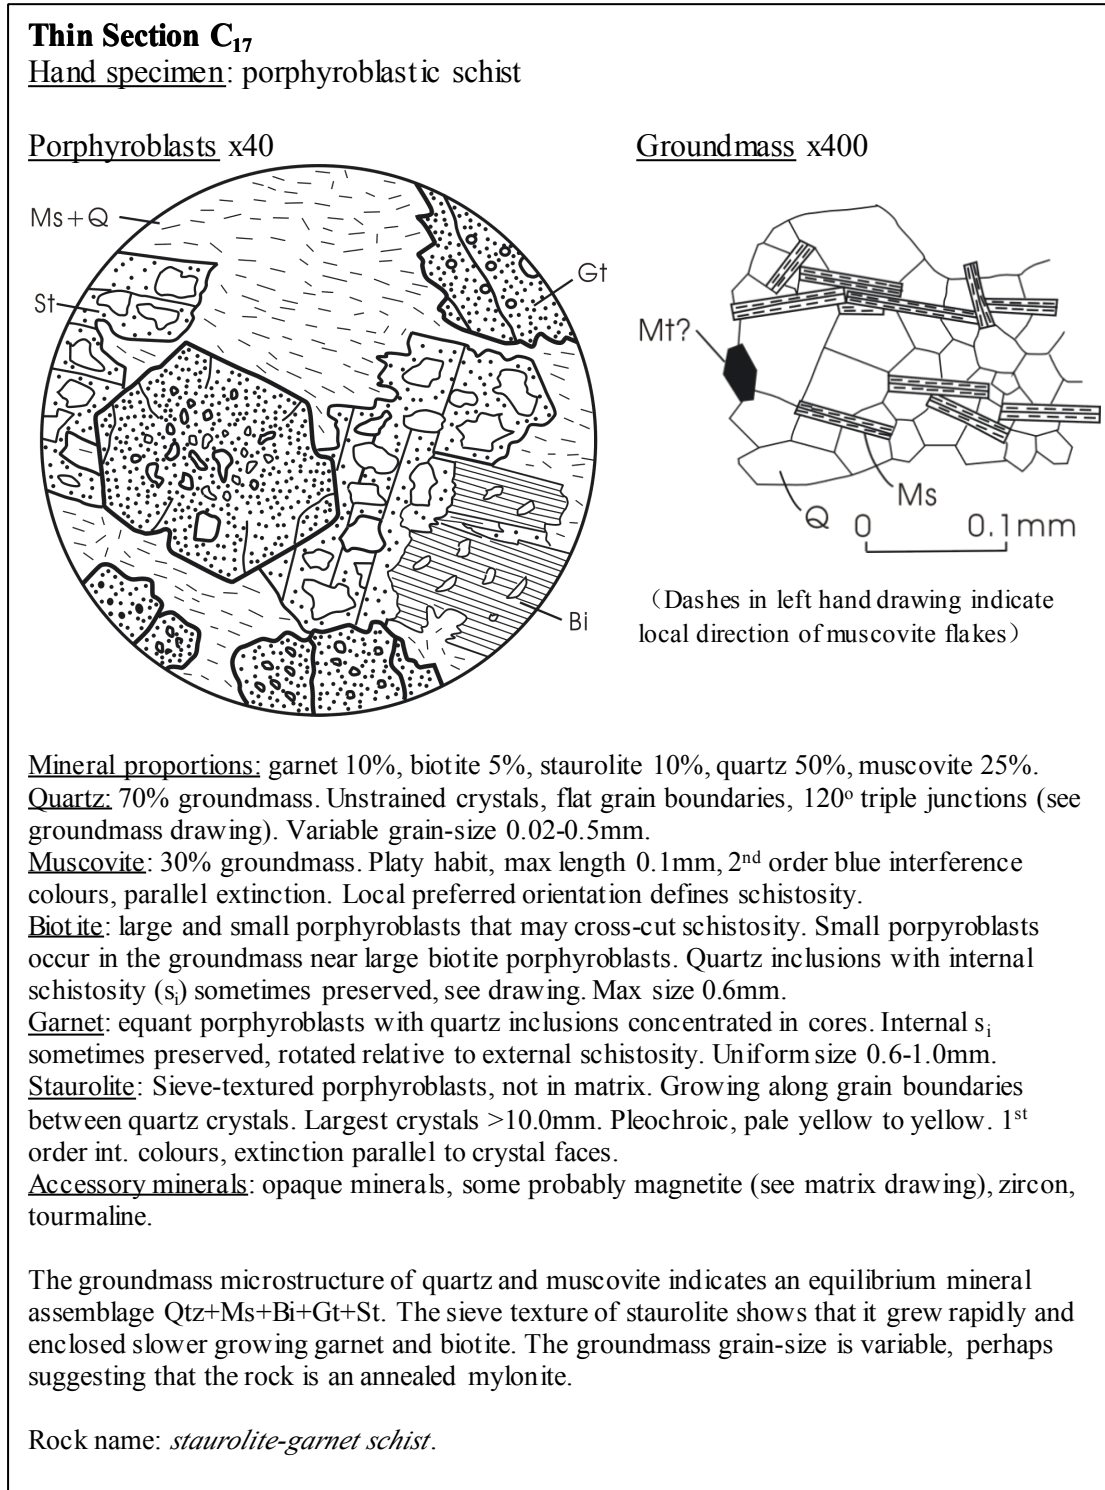 Thin Section C₁₇
Hand specimen: porphyroblastic schist
Porphyroblasts x40
Groundmass x400
Ms+Q
St
Gt
Bi
Mt?
Ms
Q
0 0.1mm
(Dashes in left hand drawing indicate
local direction of muscovite flakes)
Mineral proportions: garnet 10%, biotite 5%, staurolite 10%, quartz 50%, muscovite 25%.
Quartz: 70% groundmass. Unstrained crystals, flat grain boundaries, 120° triple junctions (see
groundmass drawing). Variable grain-size 0.02-0.5mm.
Muscovite: 30% groundmass. Platy habit, max length 0.1mm, 2ⁿᵈ order blue interference
colours, parallel extinction. Local preferred orientation defines schistosity.
Biotite: large and small porphyroblasts that may cross-cut schistosity. Small porpyroblasts
occur in the groundmass near large biotite porphyroblasts. Quartz inclusions with internal
schistosity (sᵢ) sometimes preserved, see drawing. Max size 0.6mm.
Garnet: equant porphyroblasts with quartz inclusions concentrated in cores. Internal sᵢ
sometimes preserved, rotated relative to external schistosity. Uniform size 0.6-1.0mm.
Staurolite: Sieve-textured porphyroblasts, not in matrix. Growing along grain boundaries
between quartz crystals. Largest crystals >10.0mm. Pleochroic, pale yellow to yellow. 1ˢᵗ
order int. colours, extinction parallel to crystal faces.
Accessory minerals: opaque minerals, some probably magnetite (see matrix drawing), zircon,
tourmaline.
The groundmass microstructure of quartz and muscovite indicates an equilibrium mineral
assemblage Qtz+Ms+Bi+Gt+St. The sieve texture of staurolite shows that it grew rapidly and
enclosed slower growing garnet and biotite. The groundmass grain-size is variable, perhaps
suggesting that the rock is an annealed mylonite.
Rock name: staurolite-garnet schist.